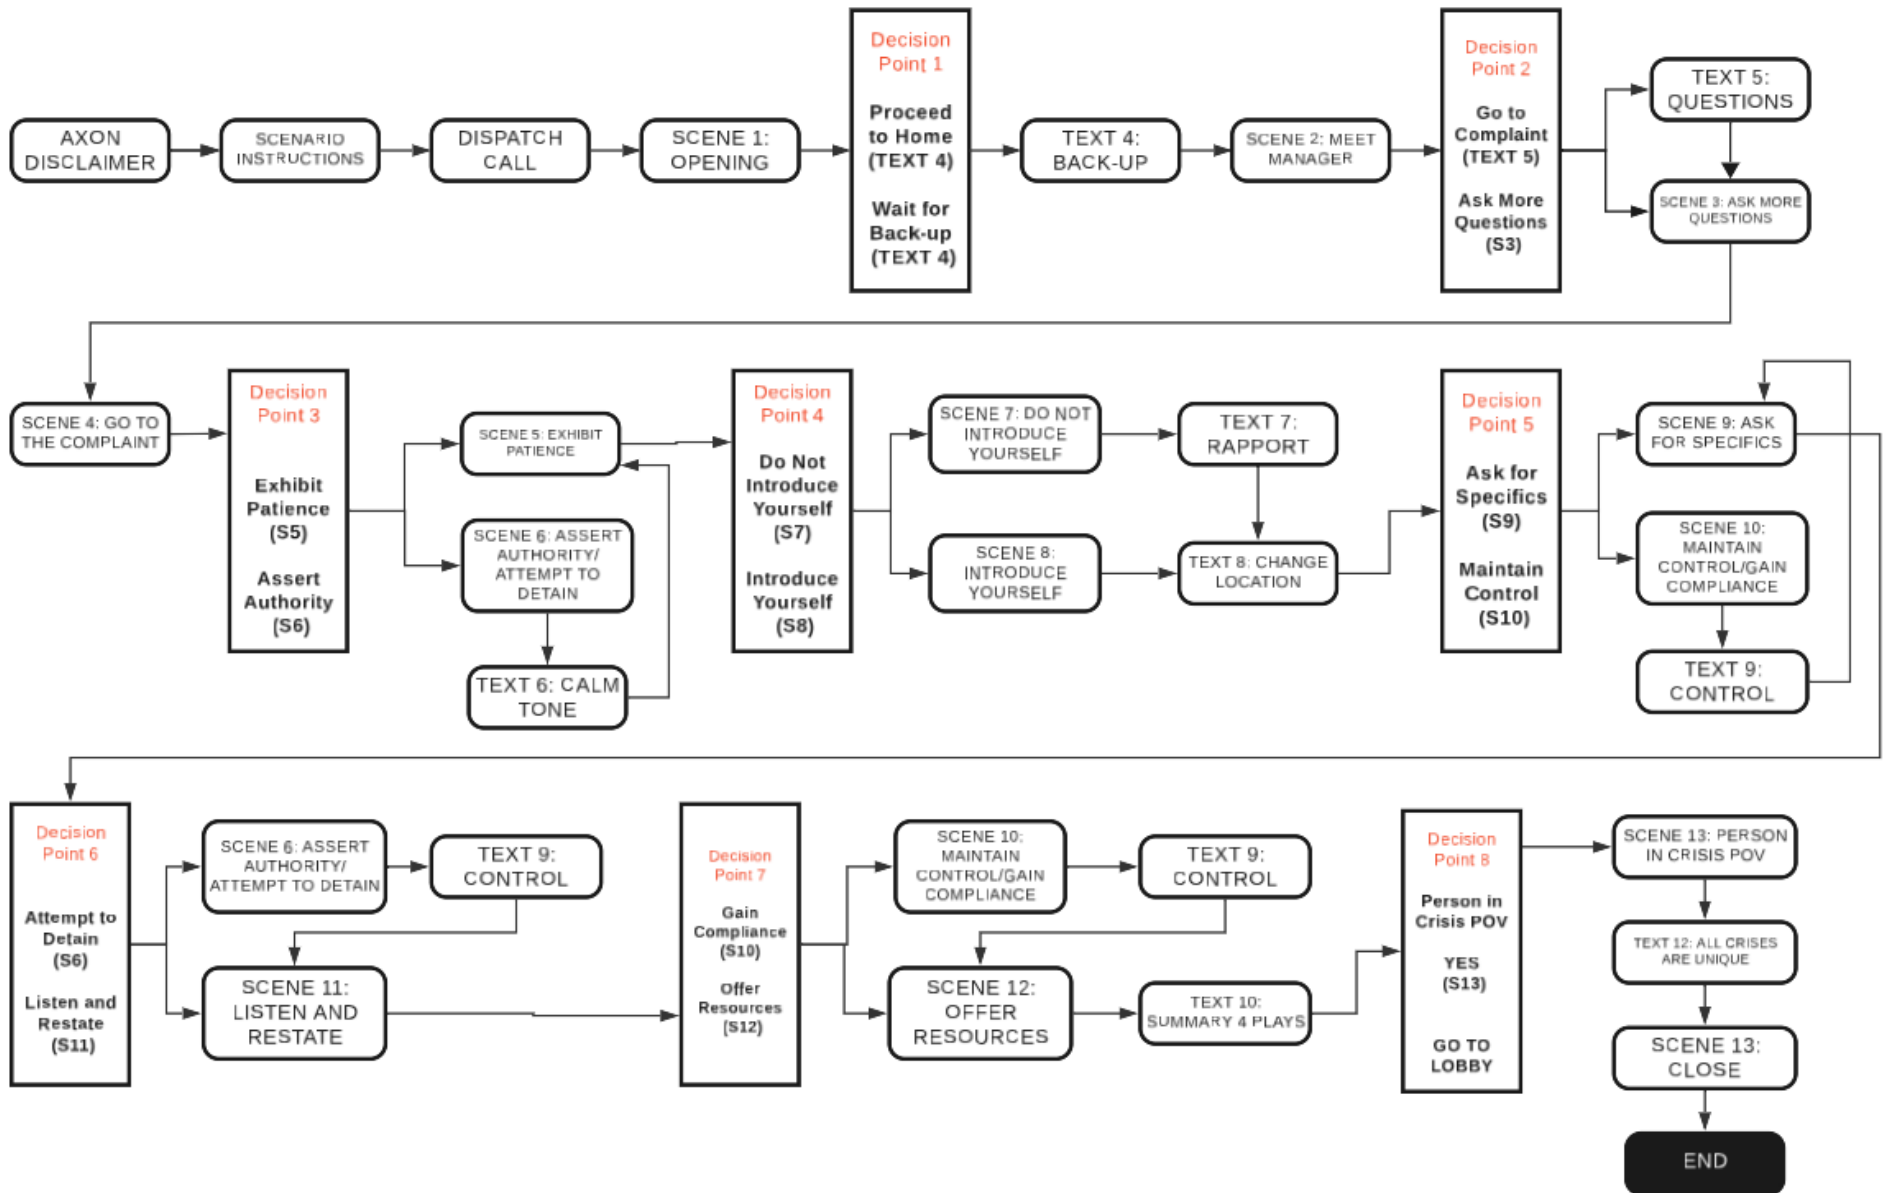 AXON
DISCLAIMER
SCENARIO
INSTRUCTIONS
DISPATCH
CALL
SCENE 1:
OPENING
Decision
Point 1
Proceed
to Home
(TEXT 4)
Wait for
Back-up
(TEXT 4)
TEXT 4:
BACK-UP
SCENE 2: MEET
MANAGER
Decision
Point 2
Go to
Complaint
(TEXT 5)
Ask More
Questions
(S3)
TEXT 5:
QUESTIONS
SCENE 3: ASK MORE
QUESTIONS
SCENE 4: GO TO
THE COMPLAINT
Decision
Point 3
Exhibit
Patience
(S5)
Assert
Authority
(S6)
SCENE 5: EXHIBIT
PATIENCE
SCENE 6: ASSERT
AUTHORITY/
ATTEMPT TO
DETAIN
TEXT 6: CALM
TONE
Decision
Point 4
Do Not
Introduce
Yourself
(S7)
Introduce
Yourself
(S8)
SCENE 7: DO NOT
INTRODUCE
YOURSELF
SCENE 8:
INTRODUCE
YOURSELF
TEXT 7:
RAPPORT
TEXT 8: CHANGE
LOCATION
Decision
Point 5
Ask for
Specifics
(S9)
Maintain
Control
(S10)
SCENE 9: ASK
FOR SPECIFICS
SCENE 10:
MAINTAIN
CONTROL/GAIN
COMPLIANCE
TEXT 9:
CONTROL
Decision
Point 6
Attempt to
Detain
(S6)
Listen and
Restate
(S11)
SCENE 6: ASSERT
AUTHORITY/
ATTEMPT TO DETAIN
TEXT 9:
CONTROL
SCENE 11:
LISTEN AND
RESTATE
Decision
Point 7
Gain
Compliance
(S10)
Offer
Resources
(S12)
SCENE 10:
MAINTAIN
CONTROL/GAIN
COMPLIANCE
TEXT 9:
CONTROL
SCENE 12:
OFFER
RESOURCES
TEXT 10:
SUMMARY 4 PLAYS
Decision
Point 8
Person in
Crisis POV
YES
(S13)
GO TO
LOBBY
SCENE 13: PERSON
IN CRISIS POV
TEXT 12: ALL CRISES
ARE UNIQUE
SCENE 13:
CLOSE
END